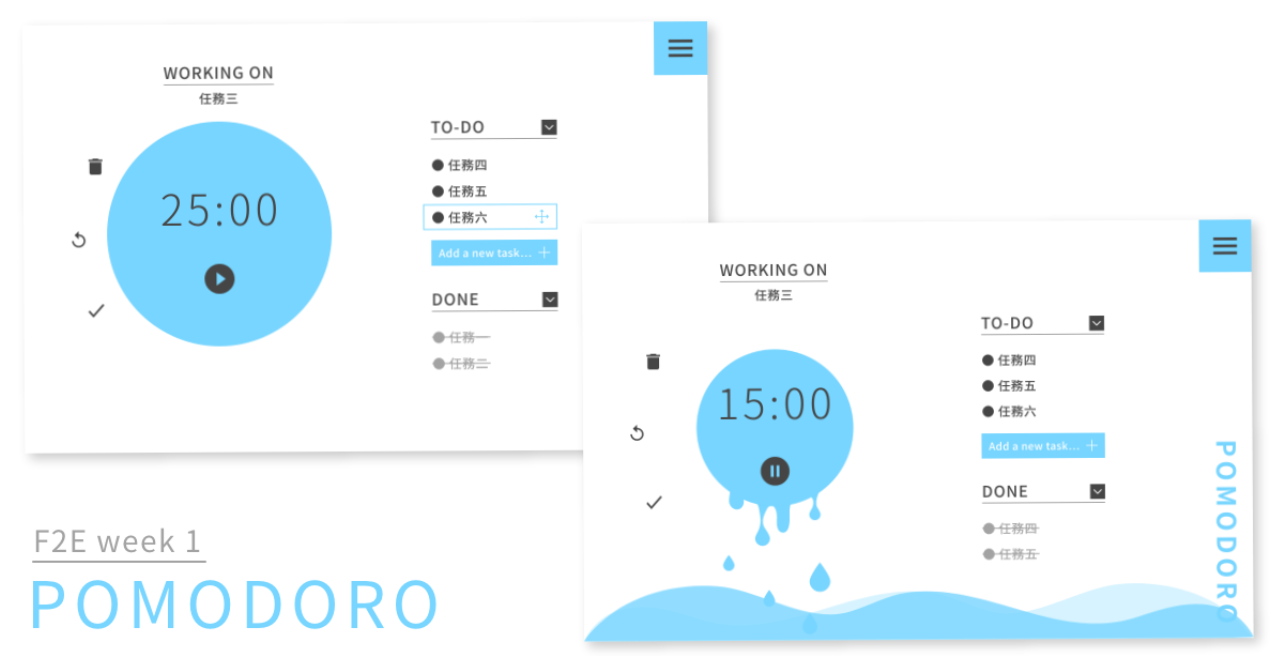 WORKING ON
任務三
25:00
TO-DO
任務四
任務五
任務六
Add a new task...
DONE
任務一
任務二
WORKING ON
任務三
15:00
TO-DO
任務四
任務五
任務六
Add a new task...
DONE
任務四
任務五
POMODORO
F2E week 1
POMODORO